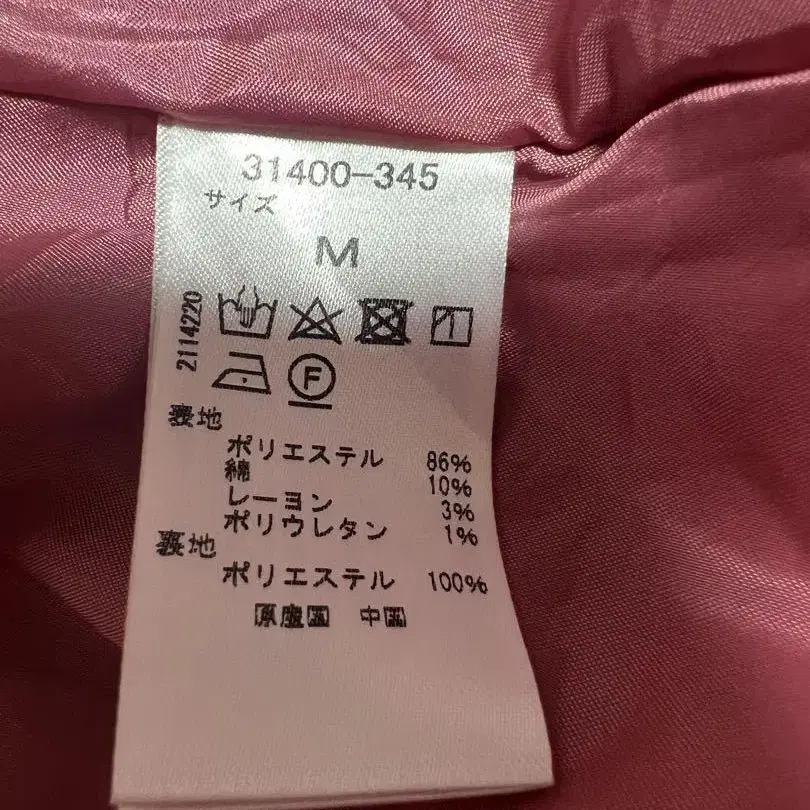 31400-345
サイズ
M
2114220
F
表地
ポリエステル 86%
綿 10%
レーヨン 3%
ポリウレタン 1%
裏地
ポリエステル 100%
原産国 中国